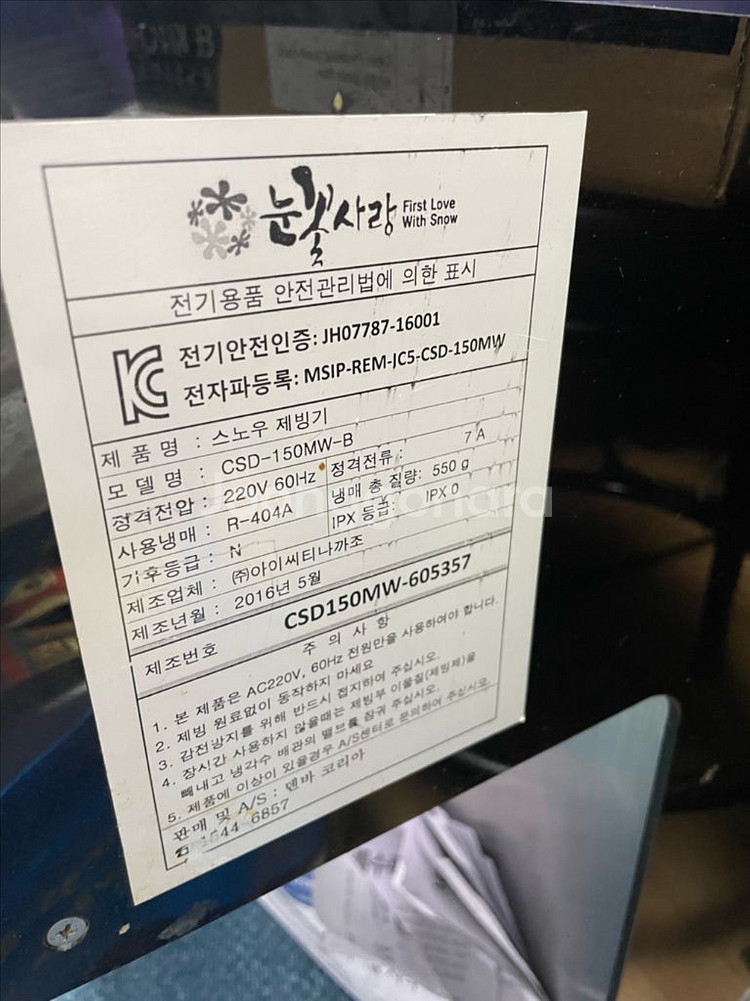 눈꽃사랑 First Love
With Snow
전기용품 안전관리법에 의한 표시
전기안전인증: JH07787-16001
전자파등록: MSIP-REM-JC5-CSD-150MW
제 품 명 : 스노우 제빙기
모 델 명 : CSD-150MW-B
정격전압 : 220V 60Hz 정격전류 : 7 A
사용냉매 : R-404A 냉매 총 질량: 550 g
기후등급 : N IPX 등급 : IPX 0
제조업체 : ㈜아이씨티나까조
제조년월 : 2016년 5월
제조번호 CSD150MW-605357
주 의 사 항
1. 본 제품은 AC220V, 60Hz 전원만을 사용하여야 합니다.
2. 제빙 원료없이 동작하지 마세요
3. 감전방지를 위해 반드시 접지하여 주십시오.
4. 장시간 사용하지 않을때는 제빙부 이물질(제빙제)을
빼내고 냉각수 배관의 밸브를 잠궈 주십시오.
5. 제품에 이상이 있을경우 A/S센터로 문의하여 주십시오.
판매 및 A/S : 덴바 코리아
☎ 1544 6857
Joonggonara